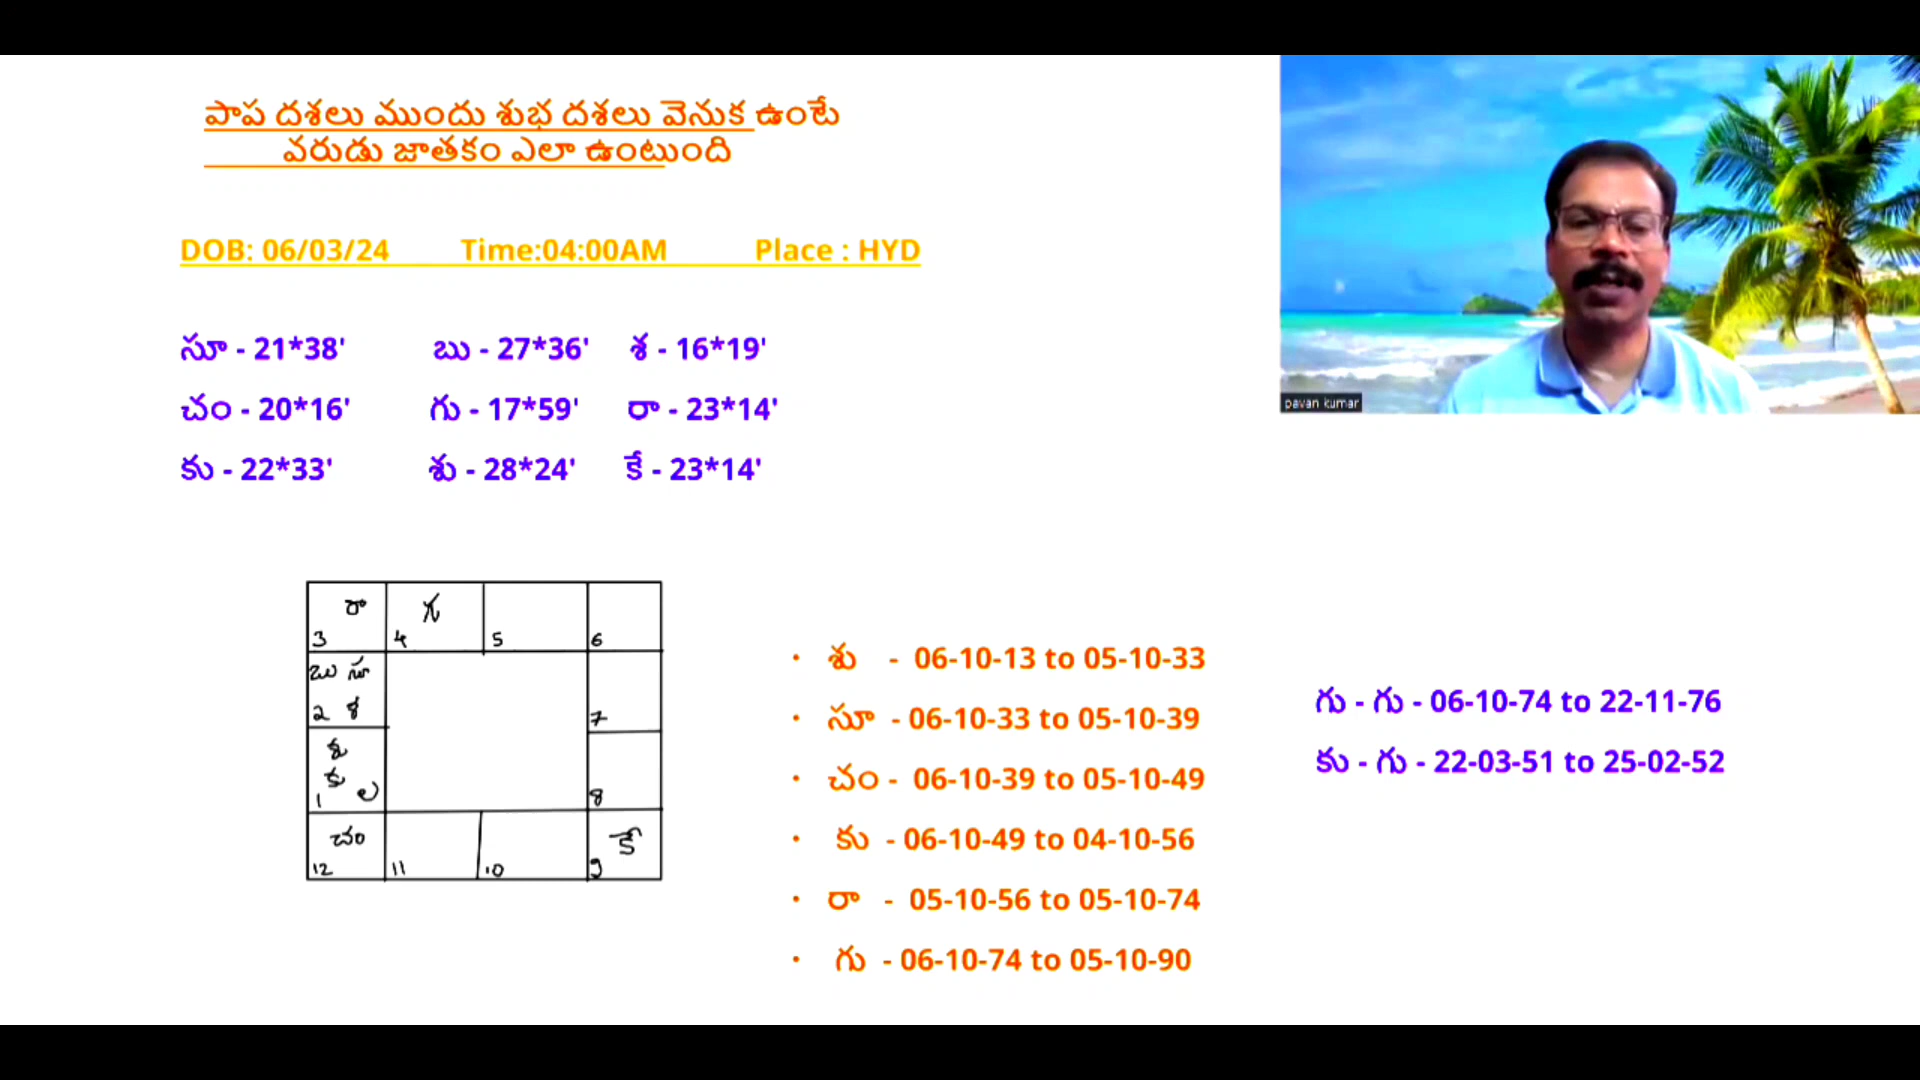 పాప దశలు ముందు శుభ దశలు వెనుక ఉంటే
వరుడు జాతకం ఎలా ఉంటుంది
DOB: 06/03/24 Time:04:00AM Place : HYD
సూ - 21*38' బు - 27*36' శ - 16*19'
చం - 20*16' గు - 17*59' రా - 23*14'
కు - 22*33' శు - 28*24' కే - 23*14'
pavan kumar
రా
3
గు
4
5
6
బు సూ
2 శ
7
శు
కు
1 ల
8
చం
12
11
10
కే
9
· శు - 06-10-13 to 05-10-33
· సూ - 06-10-33 to 05-10-39
· చం - 06-10-39 to 05-10-49
· కు - 06-10-49 to 04-10-56
· రా - 05-10-56 to 05-10-74
· గు - 06-10-74 to 05-10-90
గు - గు - 06-10-74 to 22-11-76
కు - గు - 22-03-51 to 25-02-52